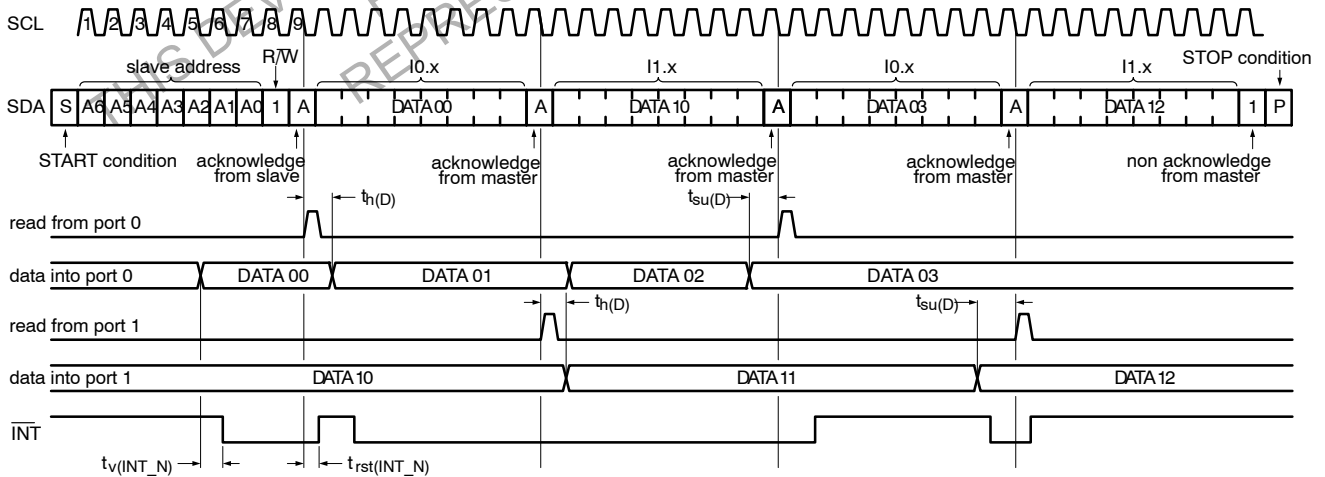 THIS DEV
REPRE
SCL 1 2 3 4 5 6 7 8 9
slave address R/W I0.x I1.x I0.x I1.x STOP condition
SDA S A6 A5 A4 A3 A2 A1 A0 1 A DATA 00 A DATA 10 A DATA 03 A DATA 12 1 P
START condition acknowledge from slave acknowledge from master acknowledge from master acknowledge from master non acknowledge from master
th(D) tsu(D)
read from port 0
data into port 0 DATA 00 DATA 01 DATA 02 DATA 03
th(D) tsu(D)
read from port 1
data into port 1 DATA 10 DATA 11 DATA 12
INT
tv(INT_N) trst(INT_N)